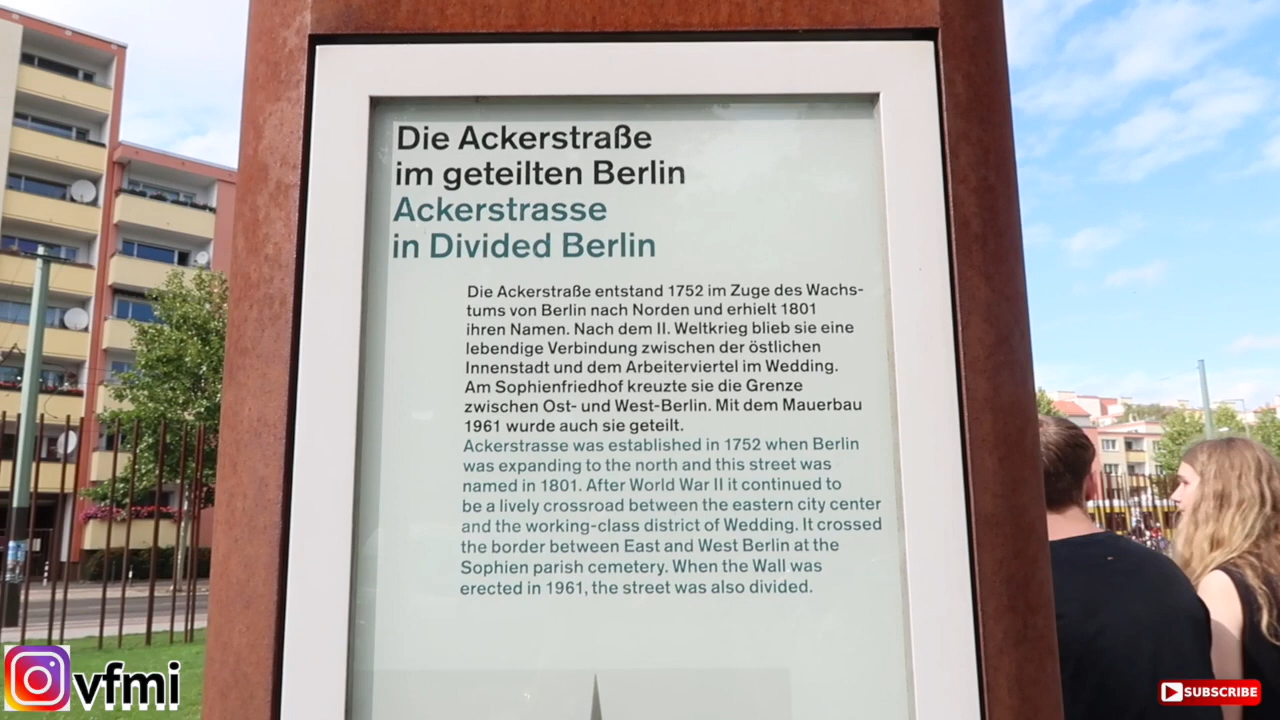 Die Ackerstraße
im geteilten Berlin
Ackerstrasse
in Divided Berlin
Die Ackerstraße entstand 1752 im Zuge des Wachs-
tums von Berlin nach Norden und erhielt 1801
ihren Namen. Nach dem II. Weltkrieg blieb sie eine
lebendige Verbindung zwischen der östlichen
Innenstadt und dem Arbeiterviertel im Wedding.
Am Sophienfriedhof kreuzte sie die Grenze
zwischen Ost- und West-Berlin. Mit dem Mauerbau
1961 wurde auch sie geteilt.
Ackerstrasse was established in 1752 when Berlin
was expanding to the north and this street was
named in 1801. After World War II it continued to
be a lively crossroad between the eastern city center
and the working-class district of Wedding. It crossed
the border between East and West Berlin at the
Sophien parish cemetery. When the Wall was
erected in 1961, the street was also divided.
vfmi
SUBSCRIBE